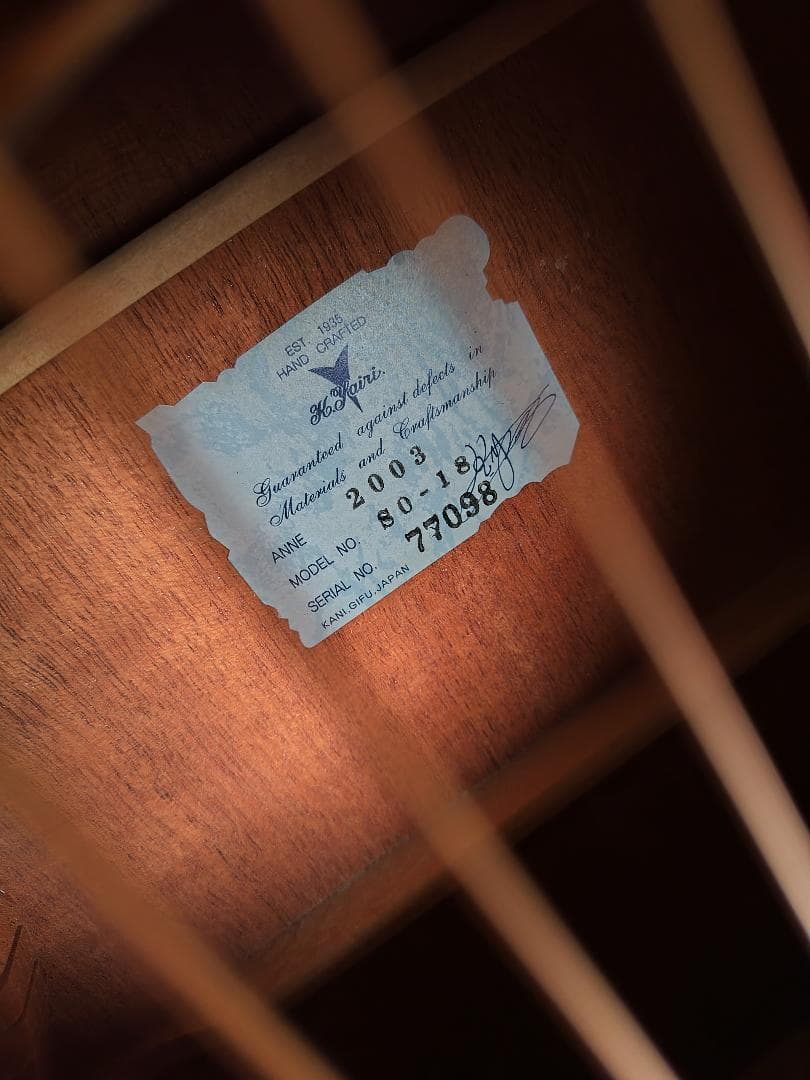 EST. 1935
HAND CRAFTED
K.Yairi.
Guaranteed against defects in
Materials and Craftsmanship
ANNE 2003
MODEL NO. SO-18
SERIAL NO. 77098
KANI,GIFU,JAPAN